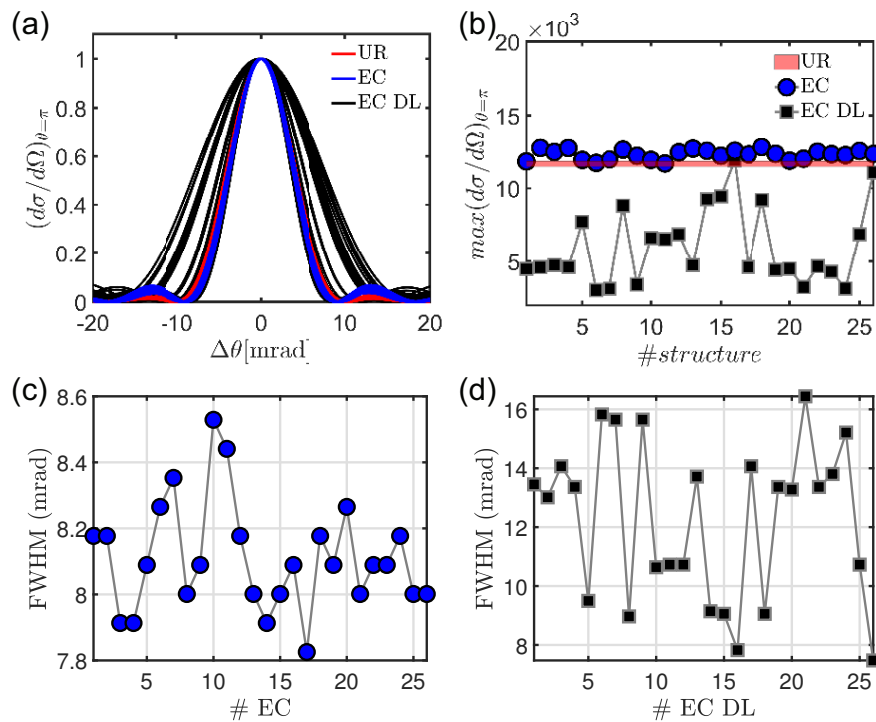 (a)
UR
EC
EC DL
(dσ/dΩ)θ=π
1
0.8
0.6
0.4
0.2
0
-20
-10
0
10
20
Δθ[mrad]
(b)
×10³
UR
EC
EC DL
max(dσ/dΩ)θ=π
20
15
10
5
5
10
15
20
25
#structure
(c)
FWHM (mrad)
8.6
8.4
8.2
8
7.8
5
10
15
20
25
# EC
(d)
FWHM (mrad)
16
14
12
10
8
5
10
15
20
25
# EC DL